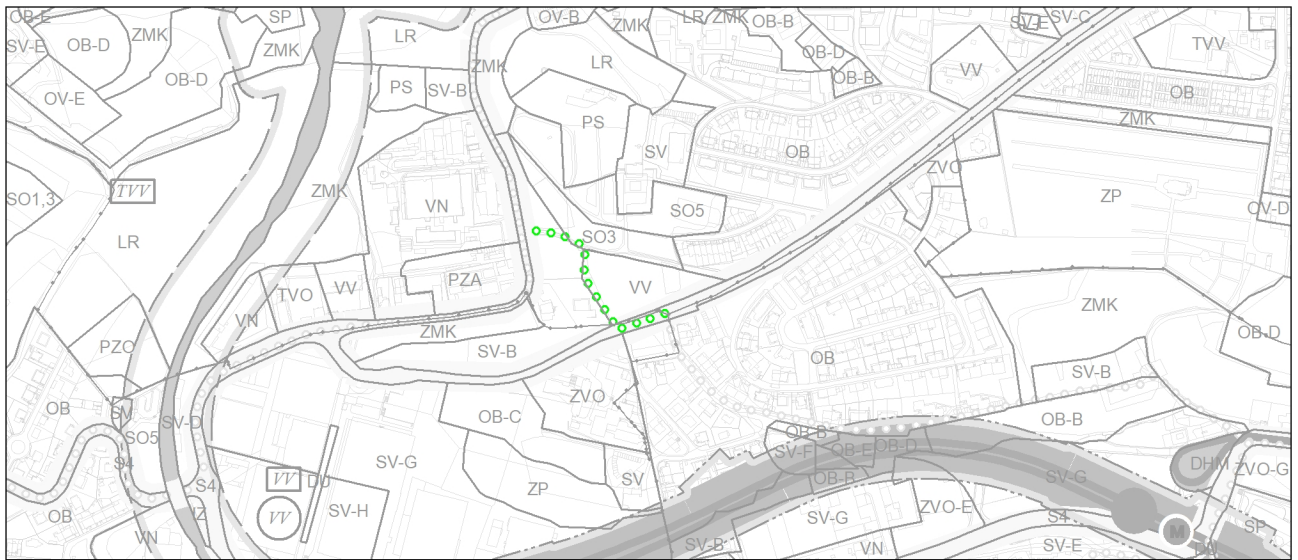 OB-E
SP
OV-B
ZMK
LR
ZMK
OB-B
SV-E
SV-C
SV-E
OB-D
ZMK
ZMK
LR
OB-D
TVV
OB-D
ZMK
LR
OB-B
VV
OV-E
PS
SV-B
OB
PS
ZMK
SV
OB
ZVO
TVV
ZMK
ZP
SO1,3
VN
SO5
OV-D
LR
SO3
PZA
TVO
VV
VV
ZMK
VN
ZMK
OB-D
PZO
SV-B
OB
SV-B
OB
ZVO
SM
SV-D
OB-C
OB-B
SO5
OB-B
OB-D
SV-F
OB-E
S4
SV-G
DHM
ZVO-G
VV
DU
SV
OB-B
SV-G
S4
ZP
ZVO-E
OB
IZ
VV
SV-H
SV-G
S4
SP
M
VN
SV-B
VN
SV-E